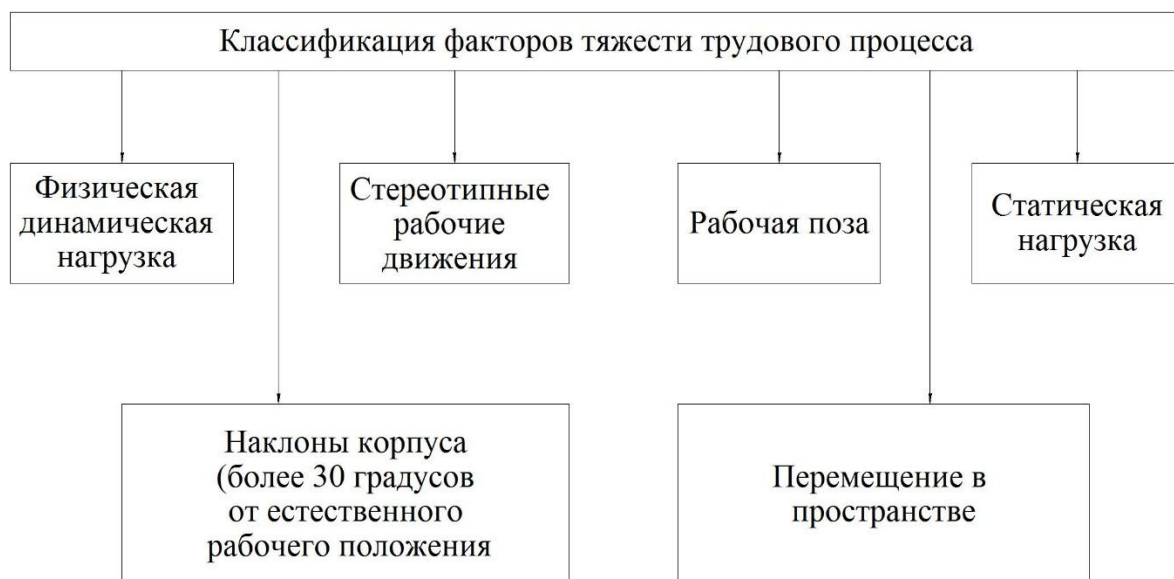 Классификация факторов тяжести трудового процесса
Физическая
динамическая
нагрузка
Стереотипные
рабочие
движения
Рабочая поза
Статическая
нагрузка
Наклоны корпуса
(более 30 градусов
от естественного
рабочего положения
Перемещение в
пространстве